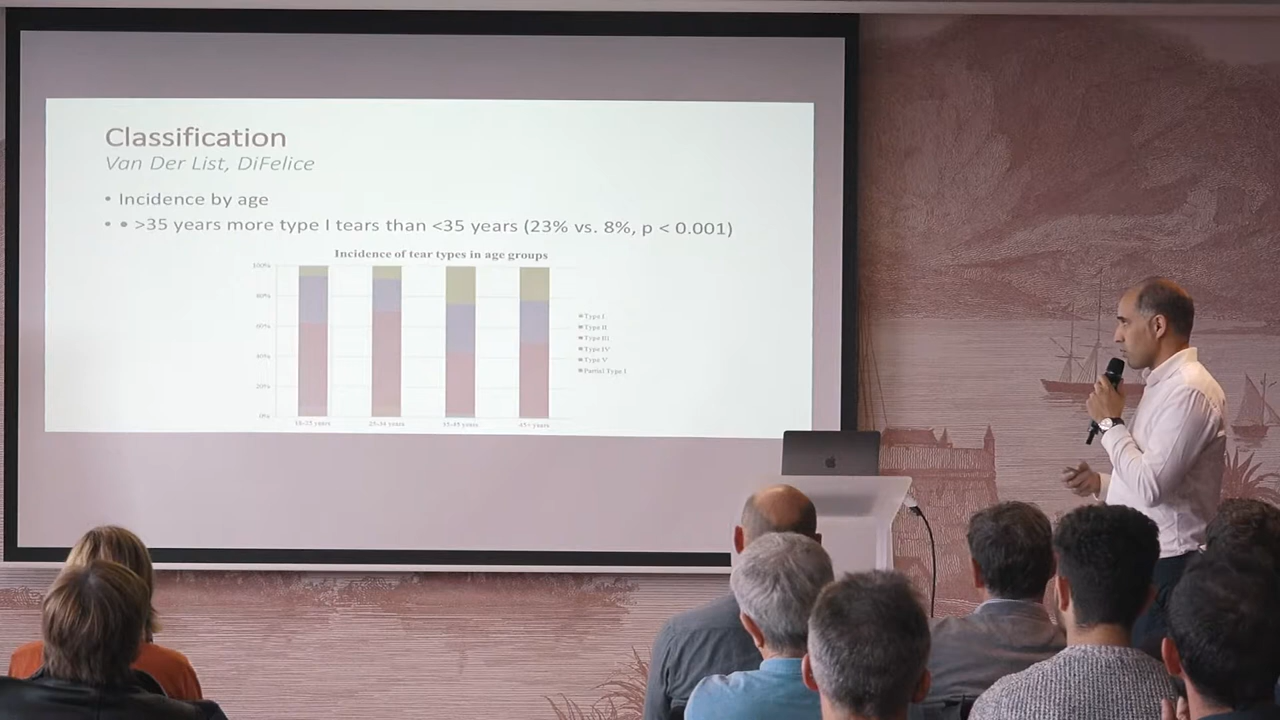 Classification
Van Der List, DiFelice
• Incidence by age
• • >35 years more type I tears than <35 years (23% vs. 8%, p < 0.001)
Incidence of tear types in age groups
100%
80%
60%
40%
20%
0%
18-25 years
25-34 years
35-45 years
45+ years
Type I
Type II
Type III
Type IV
Type V
Partial Type I